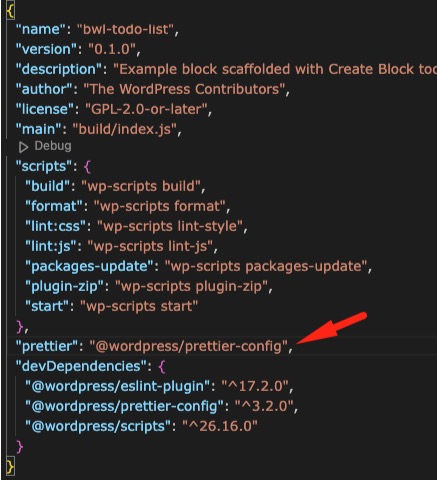 {
"name": "bwl-todo-list",
"version": "0.1.0",
"description": "Example block scaffolded with Create Block too
"author": "The WordPress Contributors",
"license": "GPL-2.0-or-later",
"main": "build/index.js",
Debug
"scripts": {
"build": "wp-scripts build",
"format": "wp-scripts format",
"lint:css": "wp-scripts lint-style",
"lint:js": "wp-scripts lint-js",
"packages-update": "wp-scripts packages-update",
"plugin-zip": "wp-scripts plugin-zip",
"start": "wp-scripts start"
},
"prettier": "@wordpress/prettier-config",
"devDependencies": {
"@wordpress/eslint-plugin": "^17.2.0",
"@wordpress/prettier-config": "^3.2.0",
"@wordpress/scripts": "^26.16.0"
}
}